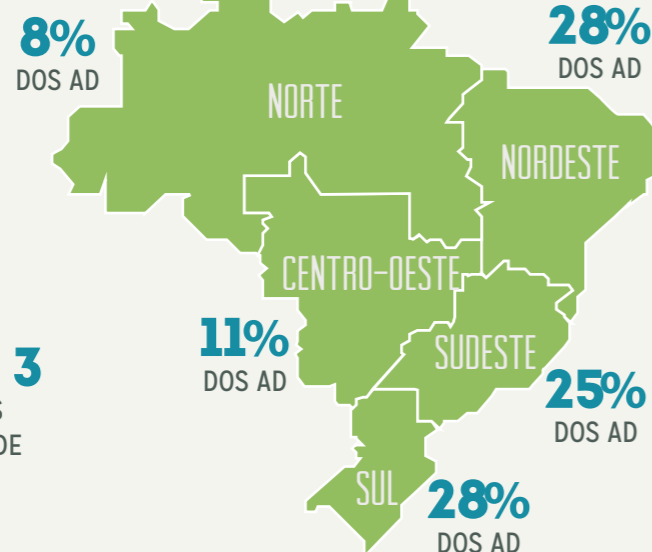 8%
DOS AD
28%
DOS AD
NORTE
NORDESTE
CENTRO-OESTE
11%
DOS AD
3
DE
SUDESTE
25%
DOS AD
SUL
28%
DOS AD